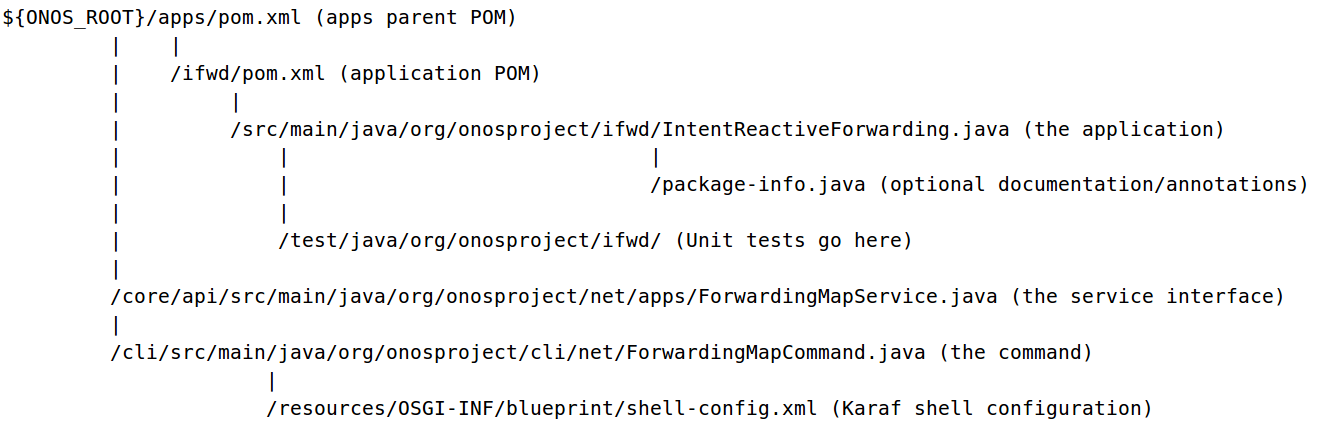 ${ONOS_ROOT}/apps/pom.xml (apps parent POM)
| |
| /ifwd/pom.xml (application POM)
| |
| /src/main/java/org/onosproject/ifwd/IntentReactiveForwarding.java (the application)
| | |
| | /package-info.java (optional documentation/annotations)
| |
| /test/java/org/onosproject/ifwd/ (Unit tests go here)
|
/core/api/src/main/java/org/onosproject/net/apps/ForwardingMapService.java (the service interface)
|
/cli/src/main/java/org/onosproject/cli/net/ForwardingMapCommand.java (the command)
|
/resources/OSGI-INF/blueprint/shell-config.xml (Karaf shell configuration)